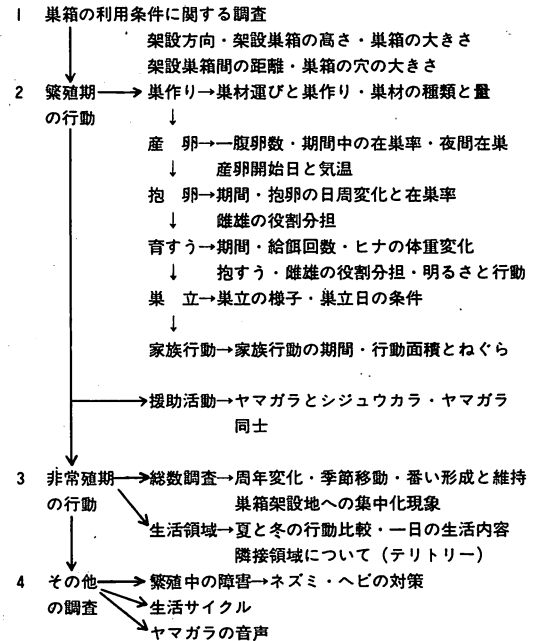 1 巣箱の利用条件に関する調査
架設方向・架設巣箱の高さ・巣箱の大きさ
架設巣箱間の距離・巣箱の穴の大きさ
2 繁殖期→巣作り→巣材運びと巣作り・巣材の種類と量
の行動
↓
産 卵→一腹卵数・期間中の在巣率・夜間在巣
↓ 産卵開始日と気温
抱 卵→期間・抱卵の日周変化と在巣率
↓ 雌雄の役割分担
育すう→期間・給餌回数・ヒナの体重変化
↓ 抱すう・雌雄の役割分担・明るさと行動
巣 立→巣立の様子・巣立日の条件
↓
家族行動→家族行動の期間・行動面積とねぐら
→援助活動→ヤマガラとシジュウカラ・ヤマガラ
同士
3 非常殖期→総数調査→周年変化・季節移動・番い形成と維持
の行動 巣箱架設地への集中化現象
生活領域→夏と冬の行動比較・一日の生活内容
隣接領域について（テリトリー）
4 その他→繁殖中の障害→ネズミ・ヘビの対策
の調査→生活サイクル
ヤマガラの音声